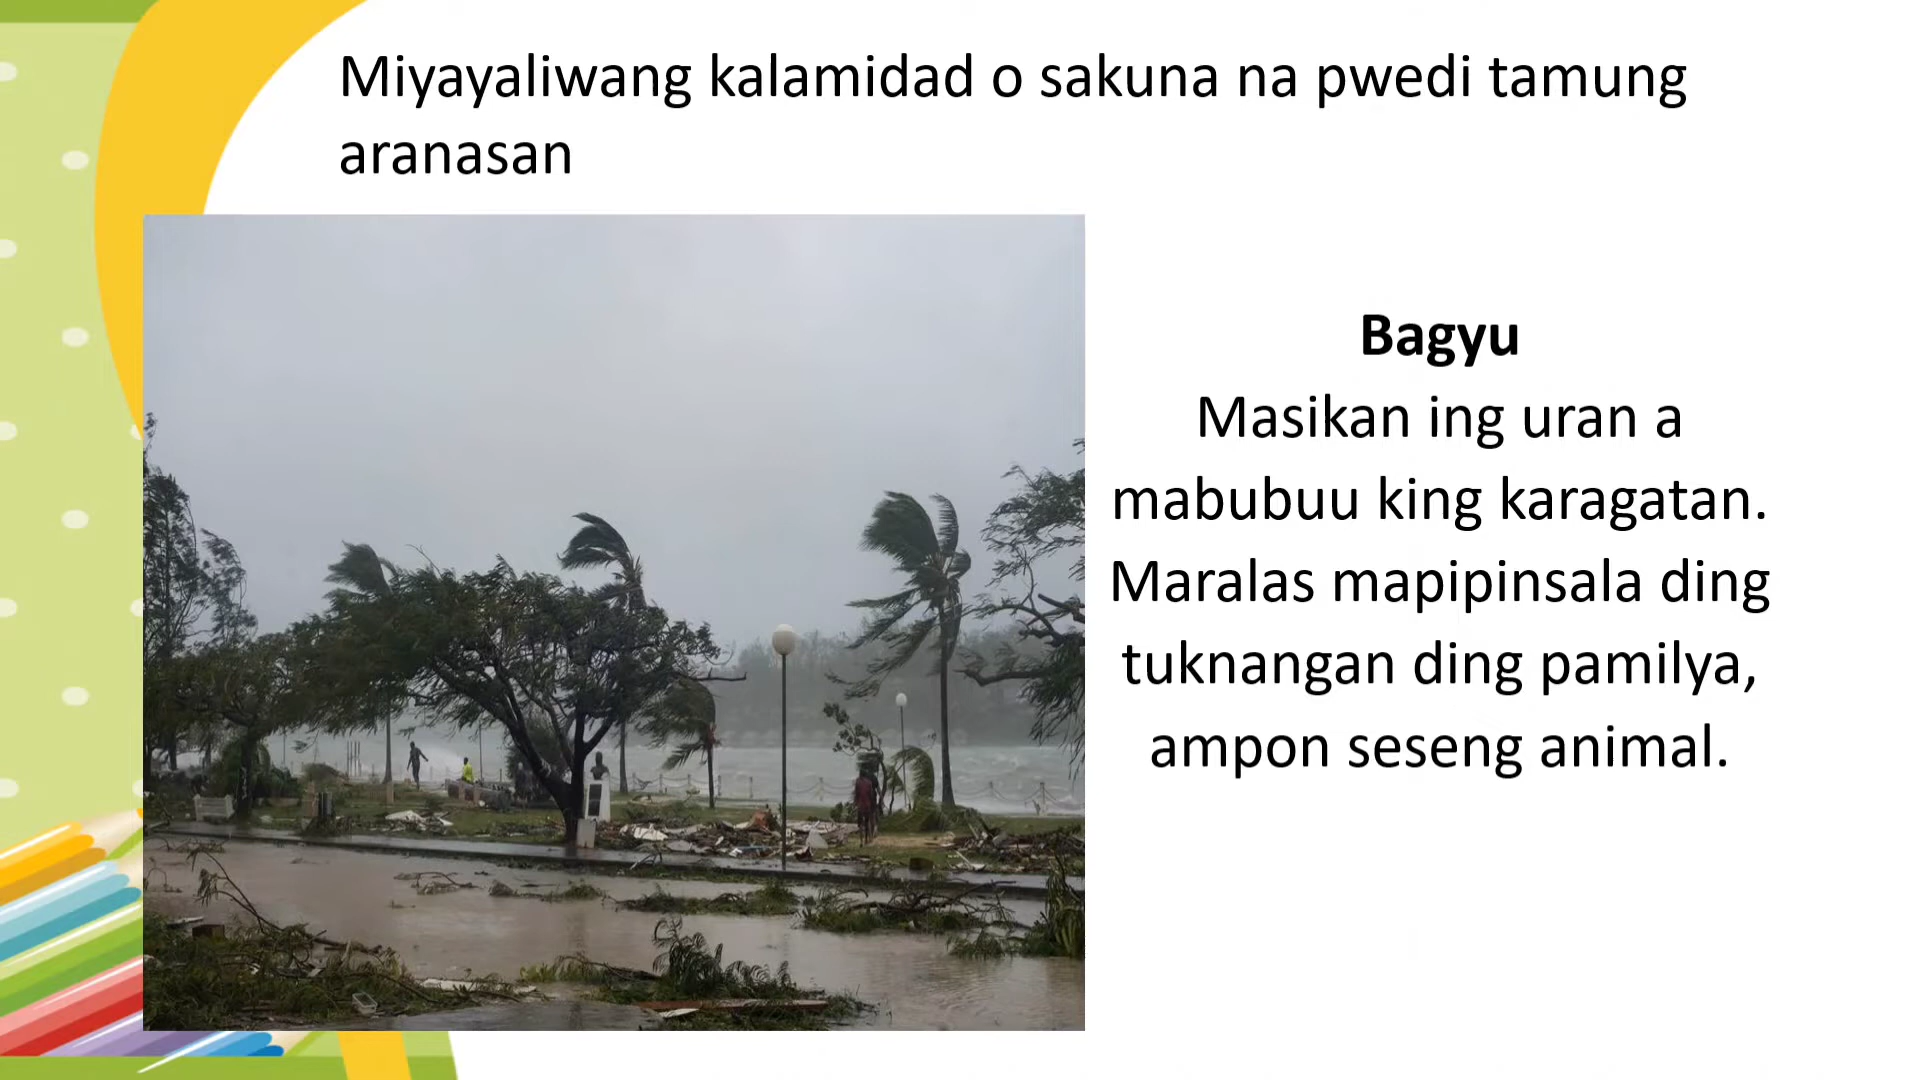 Miyayaliwang kalamidad o sakuna na pwedi tamung
aranasan
Bagyu
Masikan ing uran a
mabubuu king karagatan.
Maralas mapipinsala ding
tuknangan ding pamilya,
ampon seseng animal.